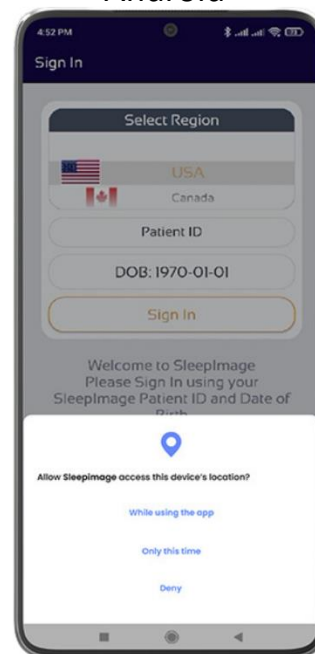 Android
4:52 PM
Sign In
Select Region
USA
Canada
Patient ID
DOB: 1970-01-01
Sign In
Welcome to SleepImage
Please Sign In using your
SleepImage Patient ID and Date of
Birth
Allow Sleepimage access this device's location?
While using the app
Only this time
Deny